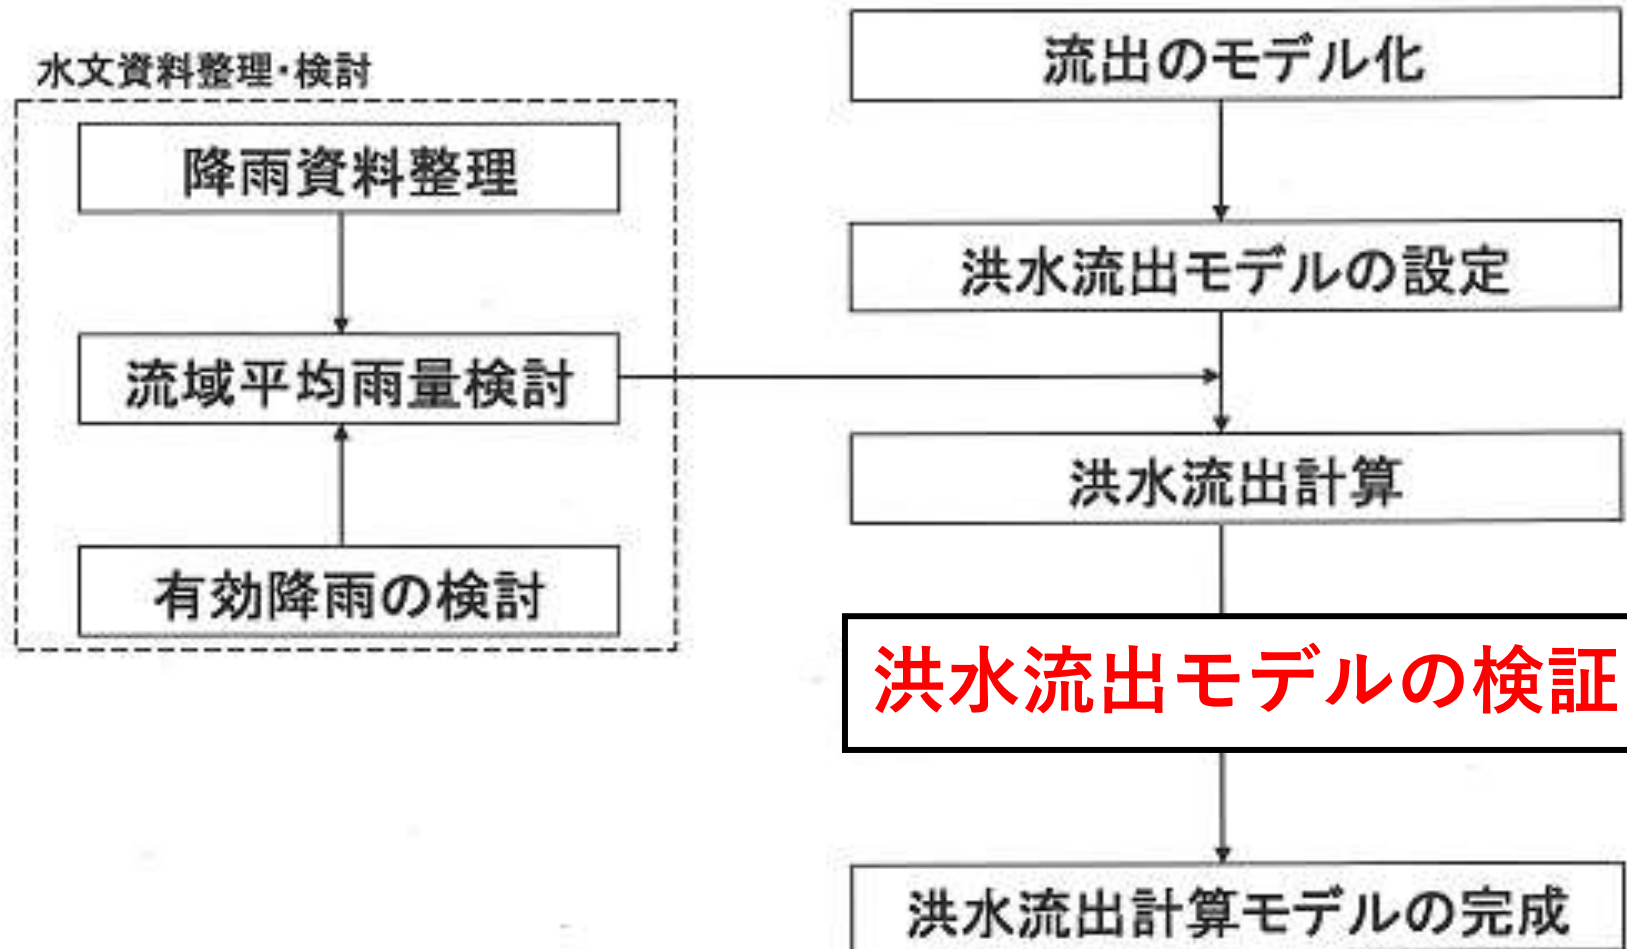 水文資料整理・検討
降雨資料整理
流域平均雨量検討
有効降雨の検討
流出のモデル化
洪水流出モデルの設定
洪水流出計算
洪水流出モデルの検証
洪水流出計算モデルの完成